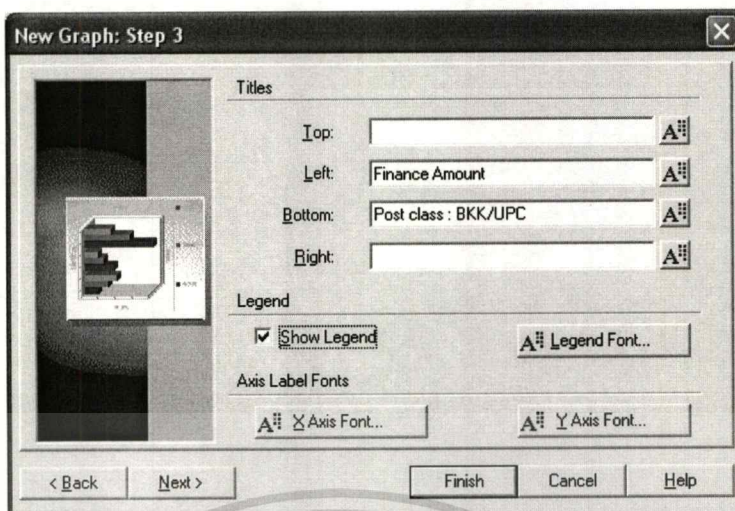 New Graph: Step 3
Titles
Top:
Left: Finance Amount
Bottom: Post class : BKK/UPC
Right:
Legend
Show Legend
Legend Font...
Axis Label Fonts
X Axis Font...
Y Axis Font...
< Back
Next >
Finish
Cancel
Help